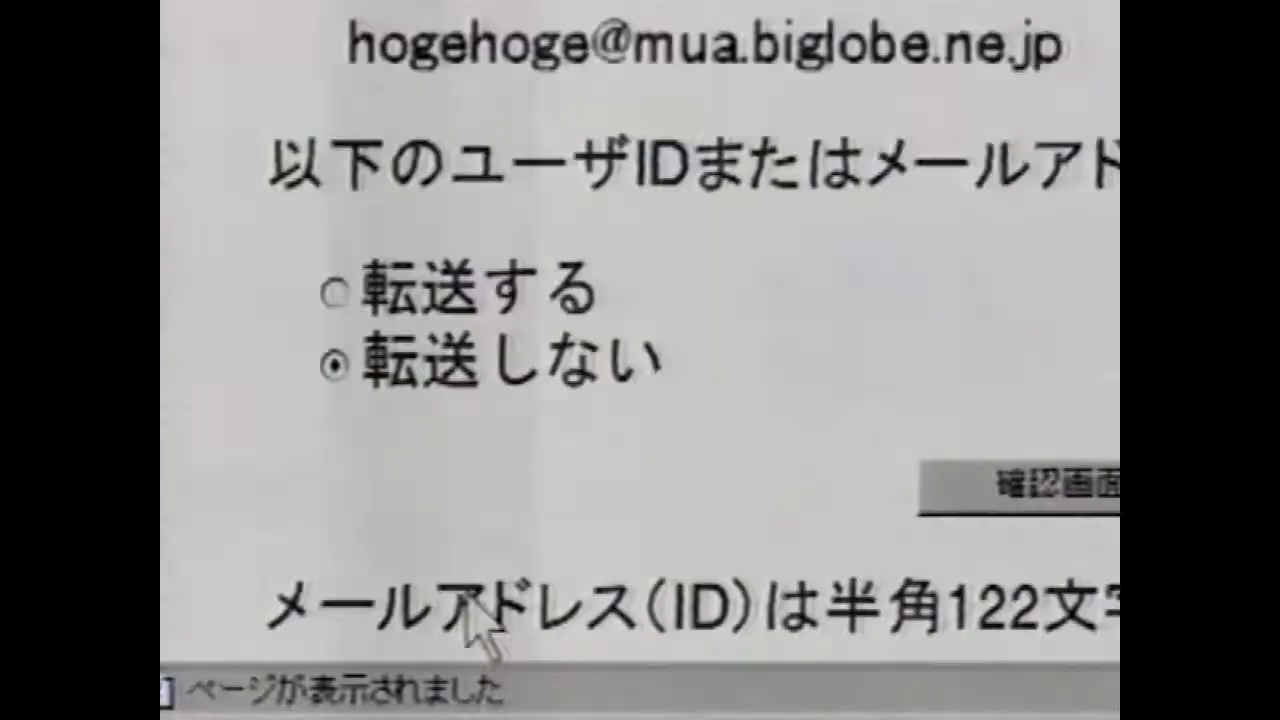 hogehoge@mua.biglobe.ne.jp
以下のユーザIDまたはメールアド
転送する
転送しない
確認画面
メールアドレス(ID)は半角122文字
ページが表示されました